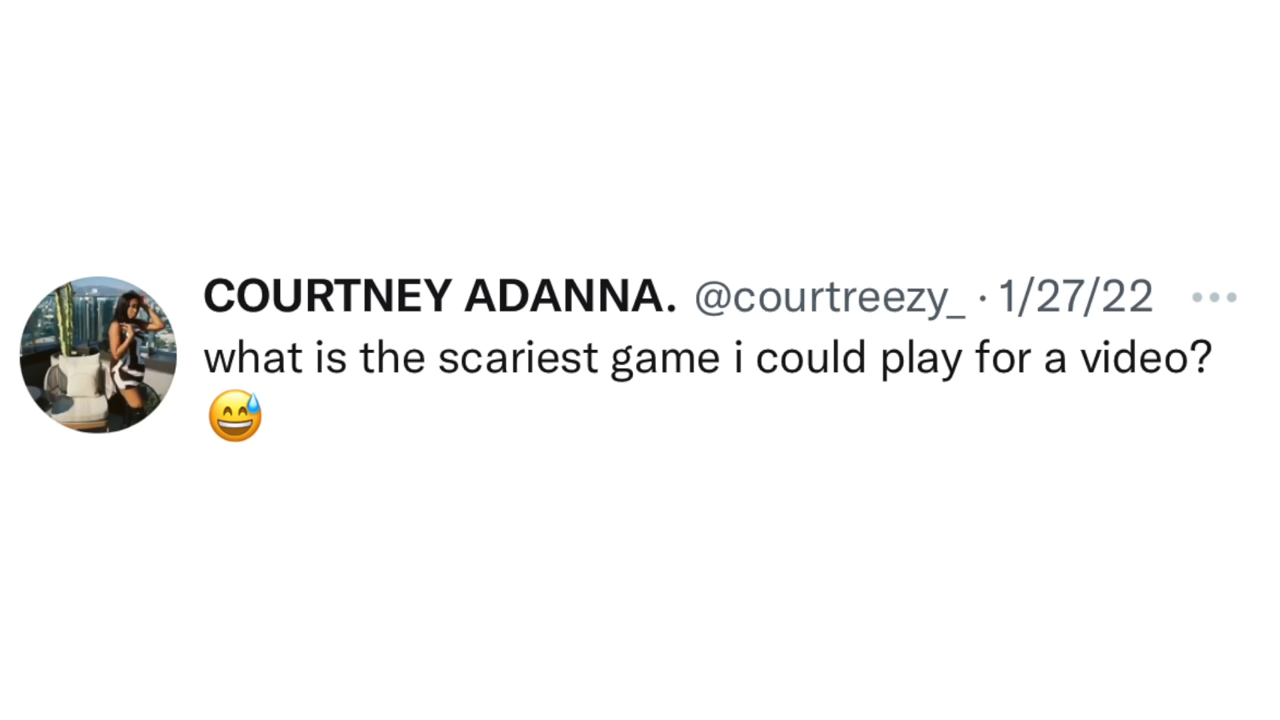 COURTNEY ADANNA. @courtreezy_ · 1/27/22
what is the scariest game i could play for a video?
😅